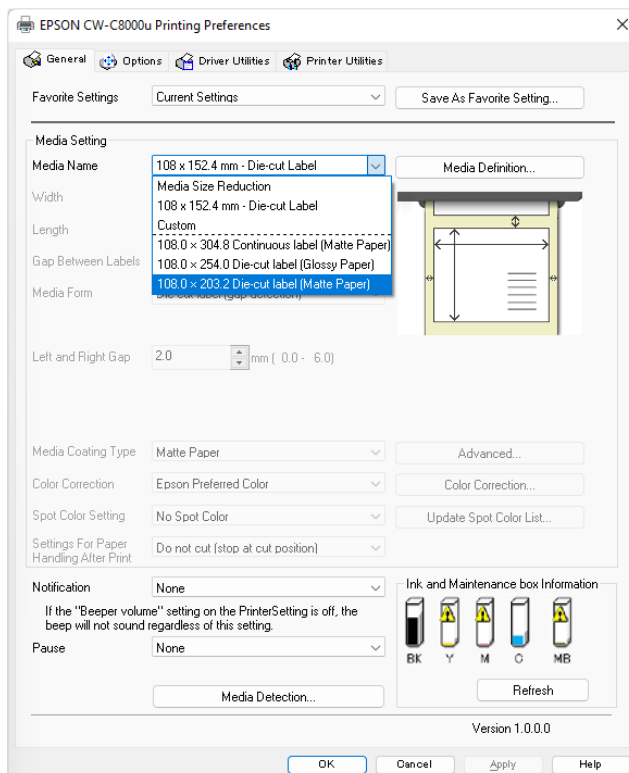 EPSON CW-C8000u Printing Preferences
General
Options
Driver Utilities
Printer Utilities
Favorite Settings
Current Settings
Save As Favorite Setting...
Media Setting
Media Name
108 x 152.4 mm - Die-cut Label
Media Definition...
Media Size Reduction
108 x 152.4 mm - Die-cut Label
Custom
108.0 × 304.8 Continuous label (Matte Paper)
108.0 × 254.0 Die-cut label (Glossy Paper)
108.0 × 203.2 Die-cut label (Matte Paper)
Width
Length
Gap Between Labels
Media Form
Die-cut label (gap detection)
Left and Right Gap
2.0
mm ( 0.0 - 6.0)
Media Coating Type
Matte Paper
Advanced...
Color Correction
Epson Preferred Color
Color Correction...
Spot Color Setting
No Spot Color
Update Spot Color List...
Settings For Paper
Handling After Print
Do not cut (stop at cut position)
Notification
None
If the "Beeper volume" setting on the PrinterSetting is off, the
beep will not sound regardless of this setting.
Pause
None
Media Detection...
Ink and Maintenance box Information
BK Y M C MB
Refresh
Version 1.0.0.0
OK
Cancel
Apply
Help